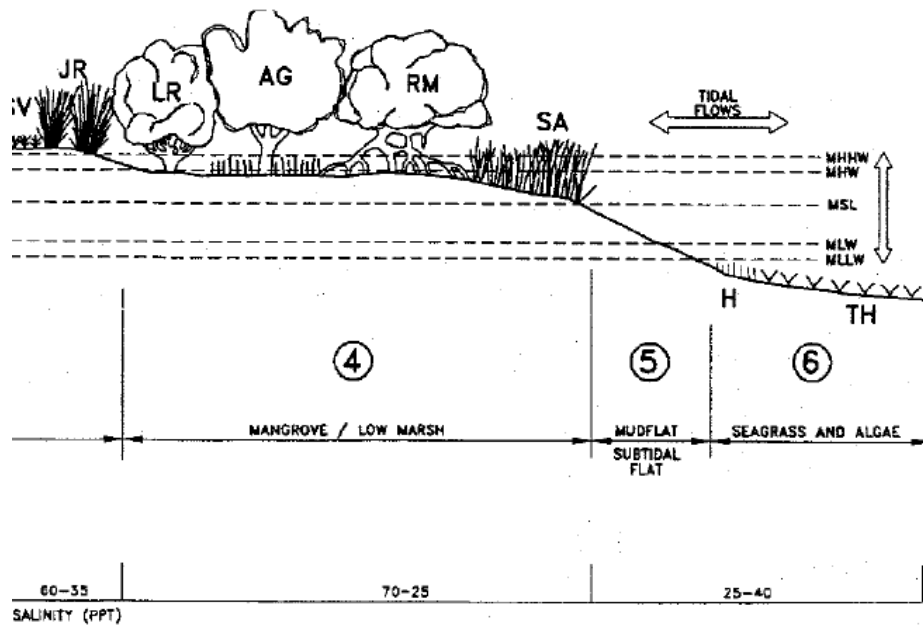 JR
SV
LR
AG
RM
SA
TIDAL
FLOWS
MHHW
MHW
MSL
MLW
MLLW
H
TH
4
5
6
MANGROVE / LOW MARSH
MUDFLAT
SEAGRASS AND ALGAE
SUBTIDAL
FLAT
60-35
70-25
25-40
SALINITY (PPT)